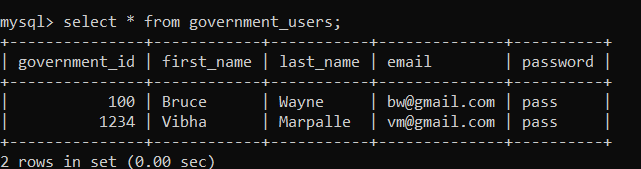 mysql> select * from government_users;
+---------------+------------+-----------+--------------+----------+
| government_id | first_name | last_name | email        | password |
+---------------+------------+-----------+--------------+----------+
|           100 | Bruce      | Wayne     | bw@gmail.com | pass     |
|          1234 | Vibha      | Marpalle  | vm@gmail.com | pass     |
+---------------+------------+-----------+--------------+----------+
2 rows in set (0.00 sec)